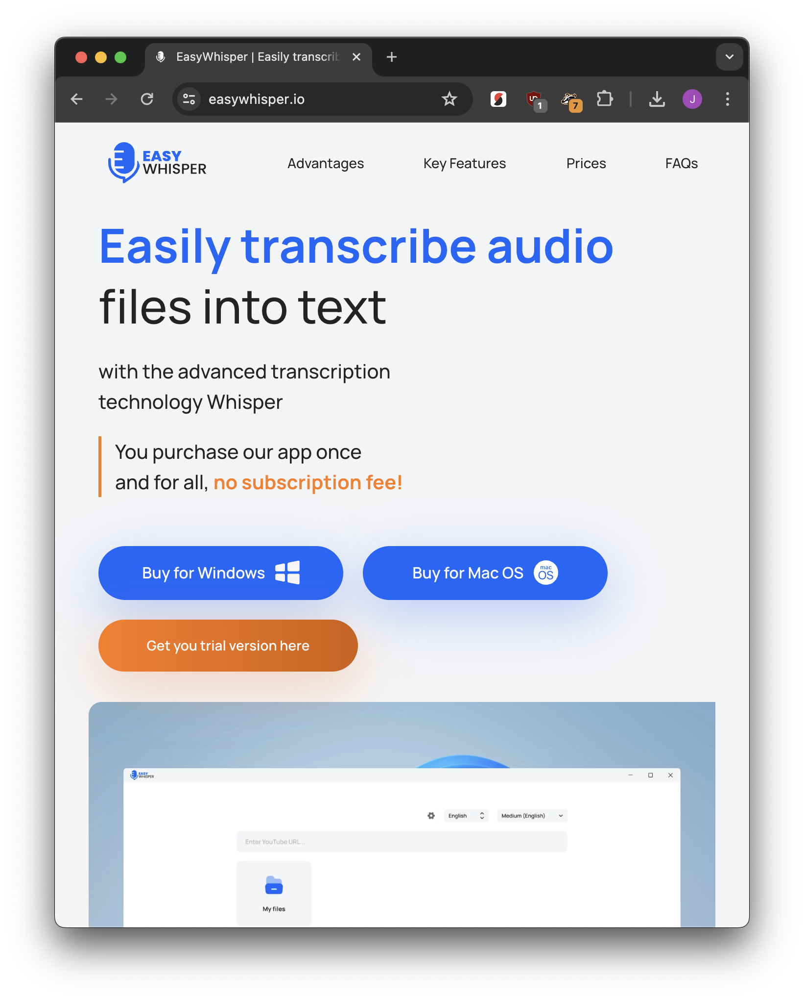 EasyWhisper | Easily transcrib
easywhisper.io
1
7
J
EASY
WHISPER
Advantages
Key Features
Prices
FAQs
Easily transcribe audio
files into text
with the advanced transcription
technology Whisper
You purchase our app once
and for all, no subscription fee!
Buy for Windows
Buy for Mac OS
mac
OS
Get you trial version here
EASY
WHISPER
English
Medium (English)
Enter YouTube URL...
My files